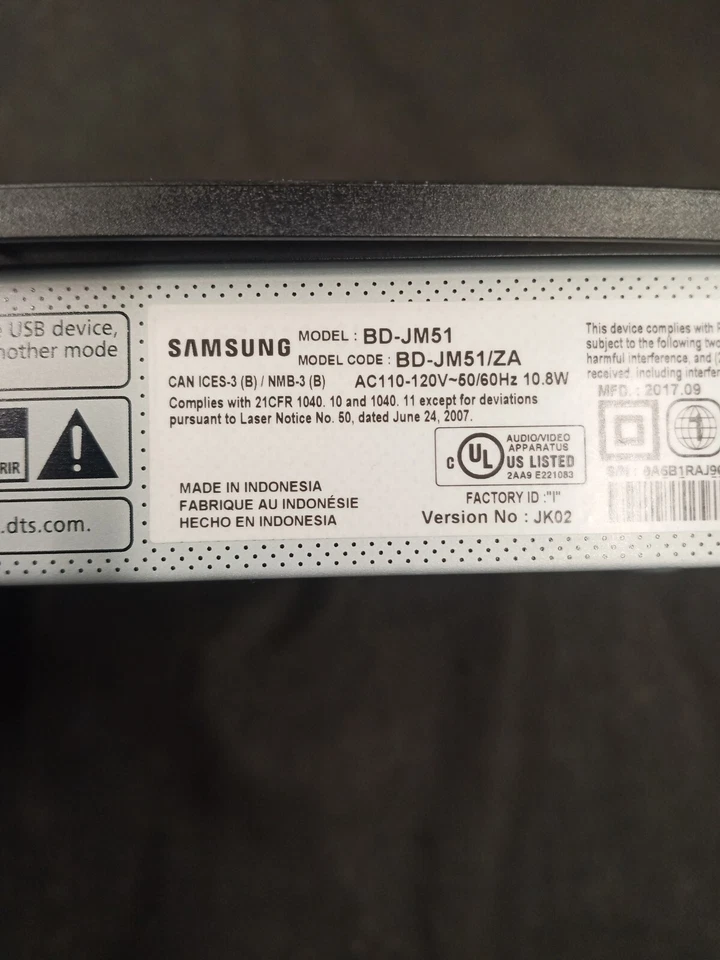 USB device,
nother mode
RIR
.dts.com.
SAMSUNG
MODEL : BD-JM51
MODEL CODE : BD-JM51/ZA
CAN ICES-3 (B) / NMB-3 (B) AC110-120V~50/60Hz 10.8W
Complies with 21CFR 1040. 10 and 1040. 11 except for deviations
pursuant to Laser Notice No. 50, dated June 24, 2007.
C UL
AUDIO/VIDEO
APPARATUS
US LISTED
2AA9 E221083
MADE IN INDONESIA
FABRIQUE AU INDONÉSIE
HECHO EN INDONESIA
FACTORY ID :"I"
Version No : JK02
This device complies with
subject to the following two
harmful interference, and (
received, including interfer
MFD. : 2017.09
1
S/N :